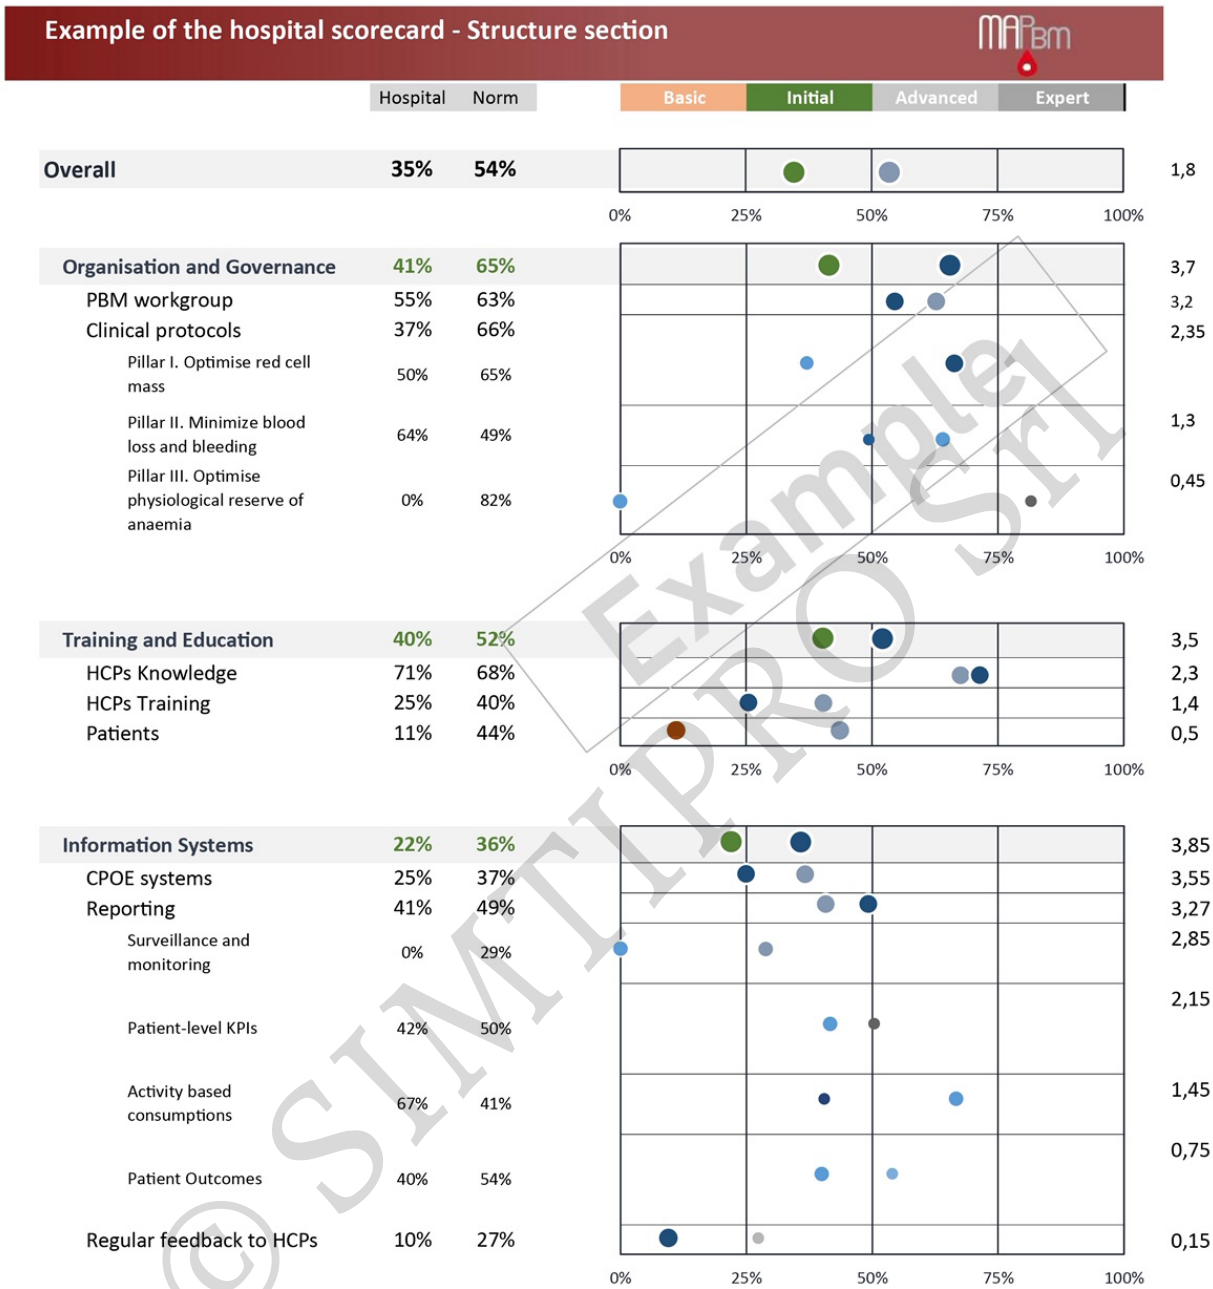 Example of the hospital scorecard - Structure section
MAPBm
Hospital Norm
Basic Initial Advanced Expert
Overall 35% 54% 1,8
0% 25% 50% 75% 100%
Organisation and Governance 41% 65% 3,7
PBM workgroup 55% 63% 3,2
Clinical protocols 37% 66% 2,35
Pillar I. Optimise red cell
mass
50% 65%
Pillar II. Minimize blood
loss and bleeding
64% 49% 1,3
Pillar III. Optimise
physiological reserve of
anaemia
0% 82% 0,45
0% 25% 50% 75% 100%
Training and Education 40% 52% 3,5
HCPs Knowledge 71% 68% 2,3
HCPs Training 25% 40% 1,4
Patients 11% 44% 0,5
0% 25% 50% 75% 100%
Information Systems 22% 36% 3,85
CPOE systems 25% 37% 3,55
Reporting 41% 49% 3,27
Surveillance and
monitoring
0% 29% 2,85
Patient-level KPIs 42% 50% 2,15
Activity based
consumptions
67% 41% 1,45
Patient Outcomes 40% 54% 0,75
Regular feedback to HCPs 10% 27% 0,15
0% 25% 50% 75% 100%
Example
© SIMTIPRO Srl